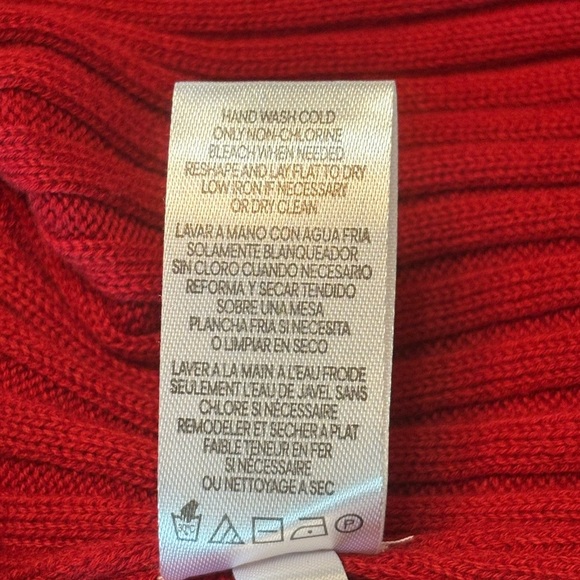 HAND WASH COLD
ONLY NON-CHLORINE
BLEACH WHEN NEEDED
RESHAPE AND LAY FLAT TO DRY
LOW IRON IF NECESSARY
OR DRY CLEAN
LAVAR A MANO CON AGUA FRIA
SOLAMENTE BLANQUEADOR
SIN CLORO CUANDO NECESARIO
REFORMA Y SECAR TENDIDO
SOBRE UNA MESA
PLANCHA FRIA SI NECESITA
O LIMPIAR EN SECO
LAVER A LA MAIN A L'EAU FROIDE
SEULEMENT L'EAU DE JAVEL SANS
CHLORE SI NÉCESSAIRE
REMODELER ET SECHER A PLAT
FAIBLE TENEUR EN FER
SI NÉCESSAIRE
OU NETTOYAGE A SEC
P